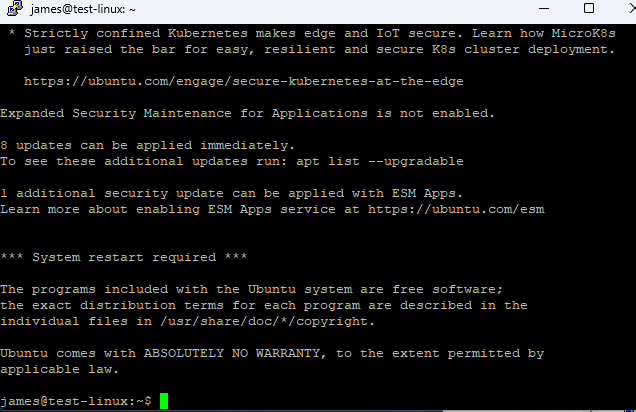 james@test-linux: ~
* Strictly confined Kubernetes makes edge and IoT secure. Learn how MicroK8s
just raised the bar for easy, resilient and secure K8s cluster deployment.
https://ubuntu.com/engage/secure-kubernetes-at-the-edge
Expanded Security Maintenance for Applications is not enabled.
8 updates can be applied immediately.
To see these additional updates run: apt list --upgradable
1 additional security update can be applied with ESM Apps.
Learn more about enabling ESM Apps service at https://ubuntu.com/esm
*** System restart required ***
The programs included with the Ubuntu system are free software;
the exact distribution terms for each program are described in the
individual files in /usr/share/doc/*/copyright.
Ubuntu comes with ABSOLUTELY NO WARRANTY, to the extent permitted by
applicable law.
james@test-linux:~$